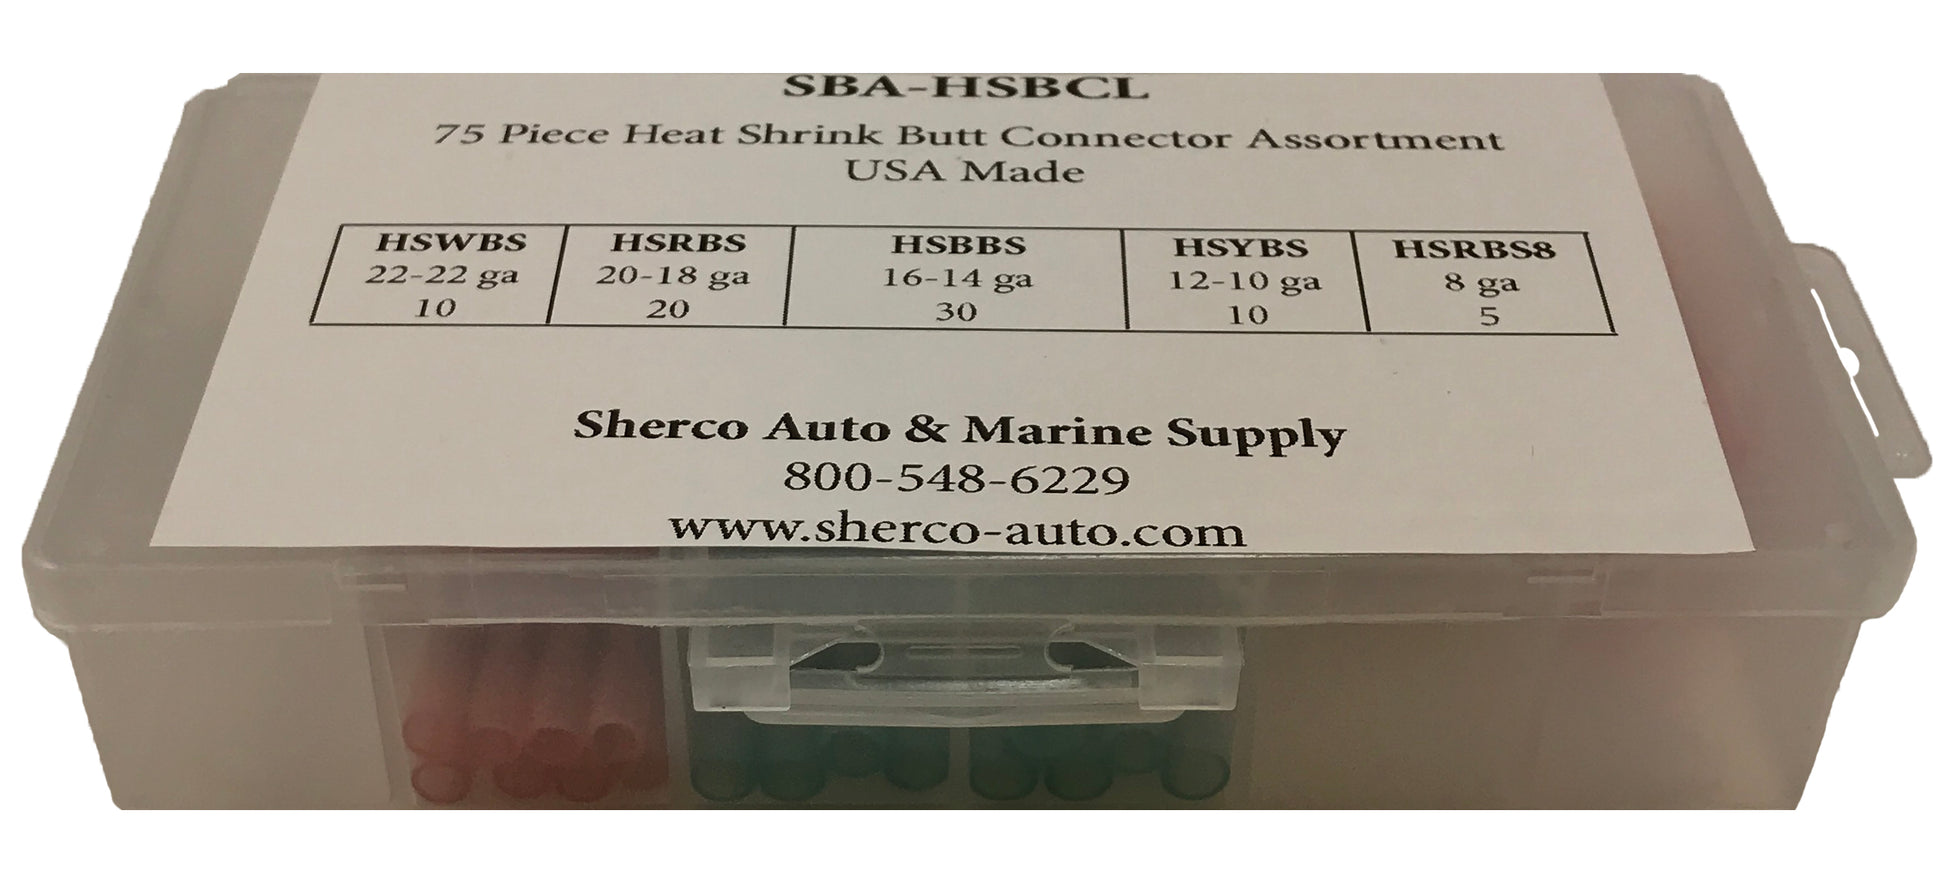 SBA-HSBCL
75 Piece Heat Shrink Butt Connector Assortment
USA Made
HSWBS HSRBS HSBBS HSYBS HSRBS8
22-22 ga 20-18 ga 16-14 ga 12-10 ga 8 ga
10 20 30 10 5
Sherco Auto & Marine Supply
800-548-6229
www.sherco-auto.com